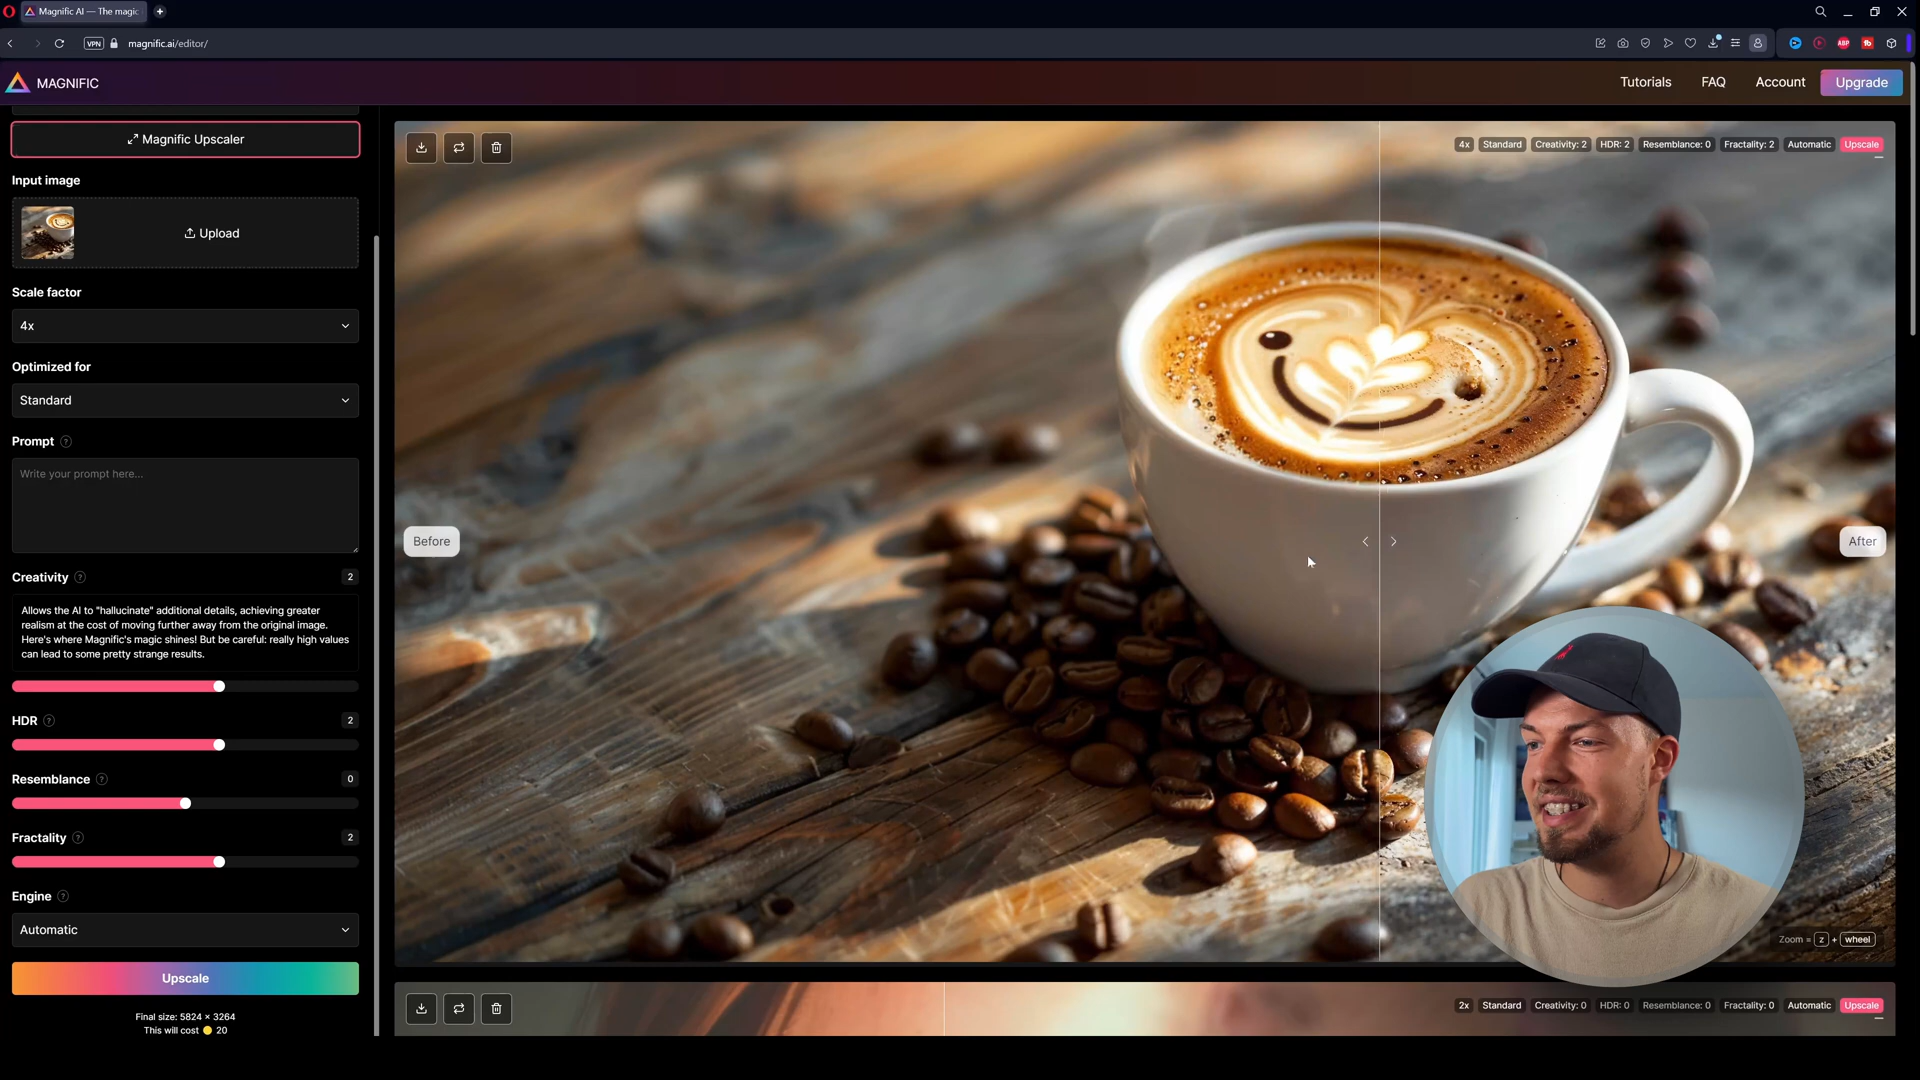 Magnific AI — The magic
VPN
magnific.ai/editor/
ABP
MAGNIFIC
Tutorials
FAQ
Account
Upgrade
Magnific Upscaler
Input image
Upload
Scale factor
4x
Optimized for
Standard
Prompt ?
Write your prompt here...
Creativity ? 2
Allows the AI to "hallucinate" additional details, achieving greater
realism at the cost of moving further away from the original image.
Here's where Magnific's magic shines! But be careful: really high values
can lead to some pretty strange results.
HDR ? 2
Resemblance ? 0
Fractality ? 2
Engine ?
Automatic
Upscale
Final size: 5824 × 3264
This will cost 20
4x Standard Creativity: 2 HDR: 2 Resemblance: 0 Fractality: 2 Automatic Upscale
Before
After
Zoom = z + wheel
2x Standard Creativity: 0 HDR: 0 Resemblance: 0 Fractality: 0 Automatic Upscale